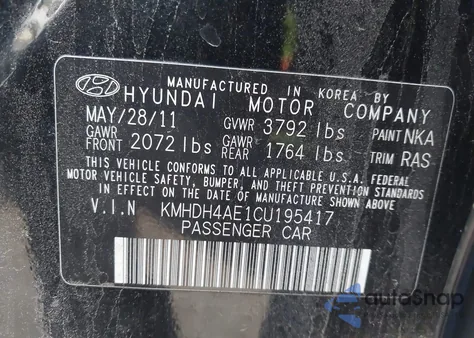 MANUFACTURED IN KOREA BY
HYUNDAI MOTOR COMPANY
MAY/28/11 GVWR 3792 lbs PAINT NKA
GAWR FRONT 2072 lbs GAWR REAR 1764 lbs TRIM RAS
THIS VEHICLE CONFORMS TO ALL APPLICABLE U.S.A. FEDERAL
MOTOR VEHICLE SAFETY, BUMPER, AND THEFT PREVENTION STANDARDS
IN EFFECT ON THE DATE OF MANUFACTURE SHOWN ABOVE.
V.I.N KMHDH4AE1CU195417
PASSENGER CAR
autoSnap